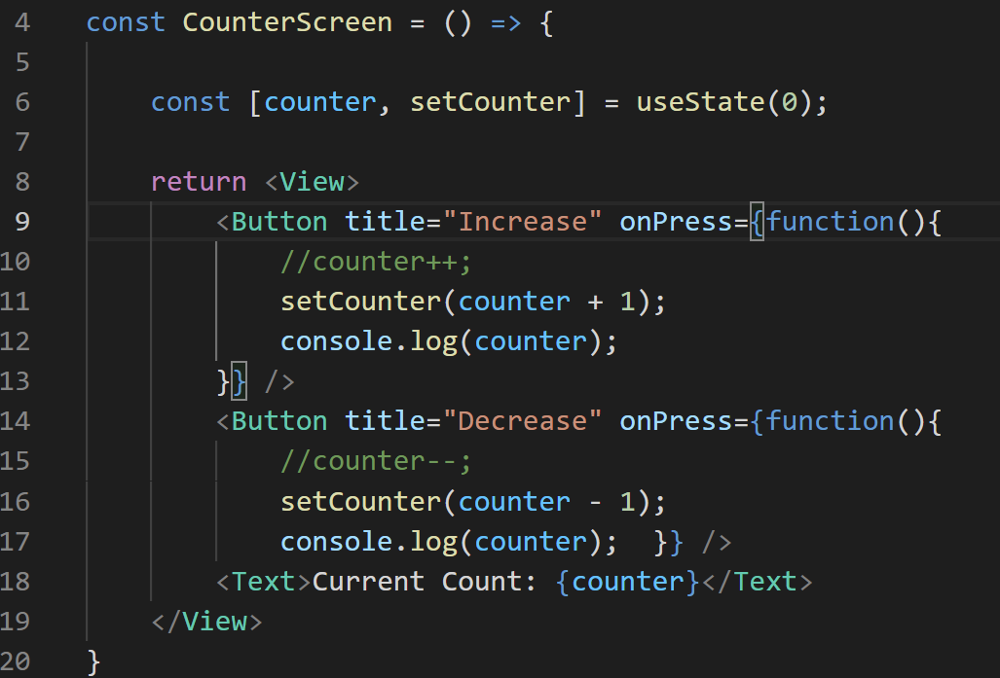 4 const CounterScreen = () => {
5
6 const [counter, setCounter] = useState(0);
7
8 return <View>
9 <Button title="Increase" onPress={function(){
10 //counter++;
11 setCounter(counter + 1);
12 console.log(counter);
13 }} />
14 <Button title="Decrease" onPress={function(){
15 //counter--;
16 setCounter(counter - 1);
17 console.log(counter);  }} />
18 <Text>Current Count: {counter}</Text>
19 </View>
20 }